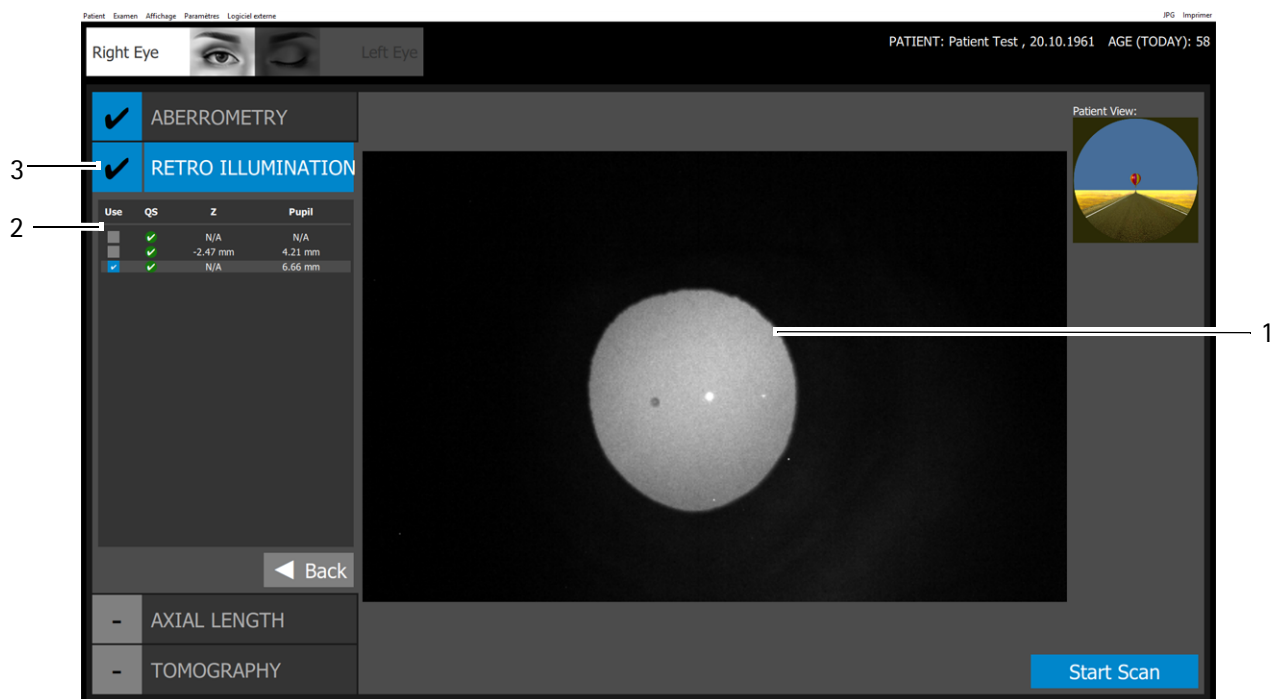 Patient Examen Affichage Paramètres Logiciel externe JPG Imprimer
Right Eye Left Eye PATIENT: Patient Test , 20.10.1961 AGE (TODAY): 58
ABERROMETRY
Patient View:
3 RETRO ILLUMINATION
Use QS Z Pupil
2
N/A N/A
-2.47 mm 4.21 mm
N/A 6.66 mm
1
Back
- AXIAL LENGTH
- TOMOGRAPHY
Start Scan